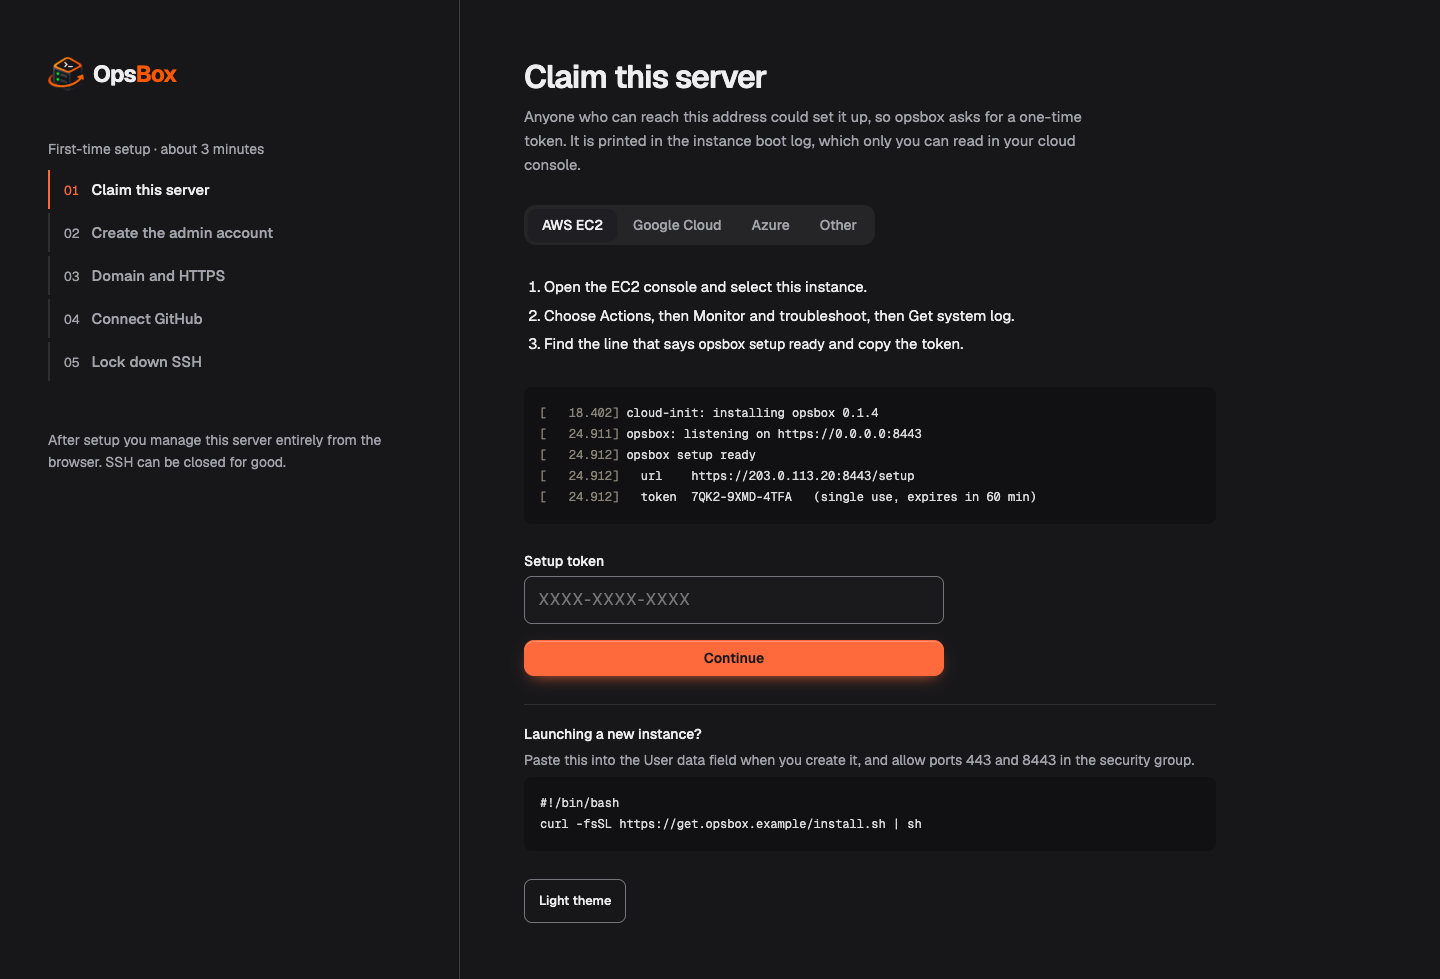 OpsBox
First-time setup · about 3 minutes
01 Claim this server
02 Create the admin account
03 Domain and HTTPS
04 Connect GitHub
05 Lock down SSH
After setup you manage this server entirely from the
browser. SSH can be closed for good.
Claim this server
Anyone who can reach this address could set it up, so opsbox asks for a one-time
token. It is printed in the instance boot log, which only you can read in your cloud
console.
AWS EC2 Google Cloud Azure Other
1. Open the EC2 console and select this instance.
2. Choose Actions, then Monitor and troubleshoot, then Get system log.
3. Find the line that says opsbox setup ready and copy the token.
[   18.402] cloud-init: installing opsbox 0.1.4
[   24.911] opsbox: listening on https://0.0.0.0:8443
[   24.912] opsbox setup ready
[   24.912]   url    https://203.0.113.20:8443/setup
[   24.912]   token  7QK2-9XMD-4TFA   (single use, expires in 60 min)
Setup token
XXXX-XXXX-XXXX
Continue
Launching a new instance?
Paste this into the User data field when you create it, and allow ports 443 and 8443 in the security group.
#!/bin/bash
curl -fsSL https://get.opsbox.example/install.sh | sh
Light theme